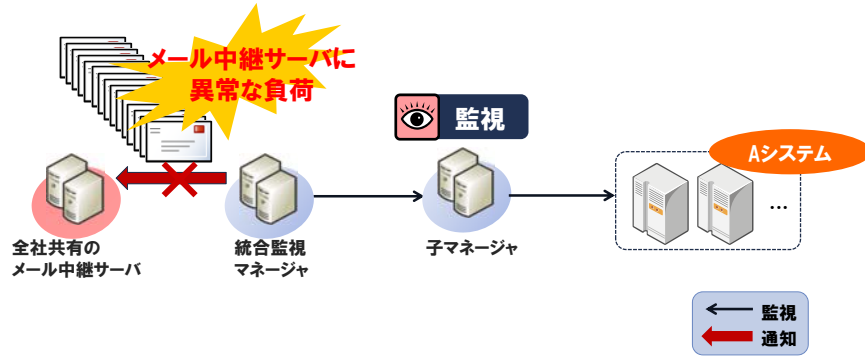 メール中継サーバに
異常な負荷
監視
Aシステム
...
全社共有の
メール中継サーバ
統合監視
マネージャ
子マネージャ
監視
通知